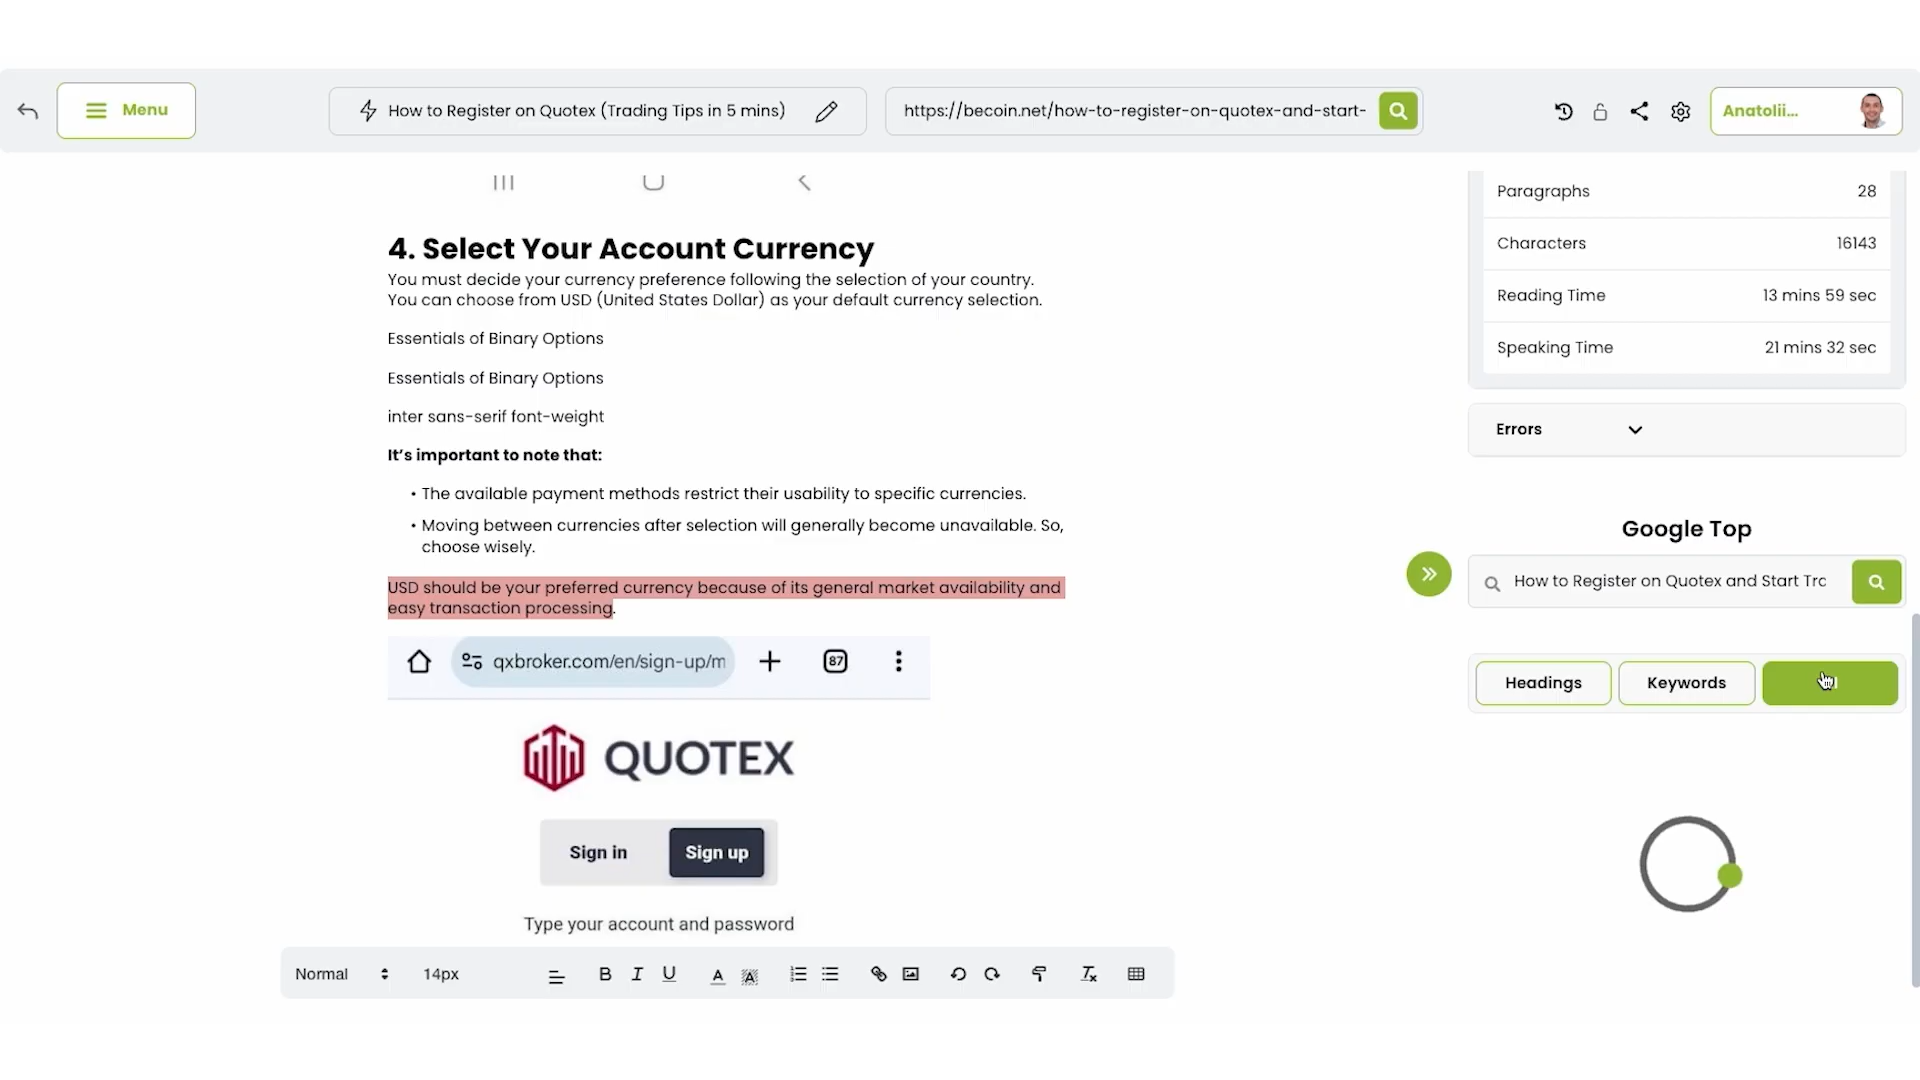 Menu
How to Register on Quotex (Trading Tips in 5 mins)
https://becoin.net/how-to-register-on-quotex-and-start-
Anatolii...
4. Select Your Account Currency
You must decide your currency preference following the selection of your country.
You can choose from USD (United States Dollar) as your default currency selection.
Essentials of Binary Options
Essentials of Binary Options
inter sans-serif font-weight
It's important to note that:
• The available payment methods restrict their usability to specific currencies.
• Moving between currencies after selection will generally become unavailable. So,
choose wisely.
USD should be your preferred currency because of its general market availability and
easy transaction processing.
qxbroker.com/en/sign-up/m
87
QUOTEX
Sign in
Sign up
Type your account and password
Normal
14px
Paragraphs 28
Characters 16143
Reading Time 13 mins 59 sec
Speaking Time 21 mins 32 sec
Errors
Google Top
How to Register on Quotex and Start Trc
Headings
Keywords